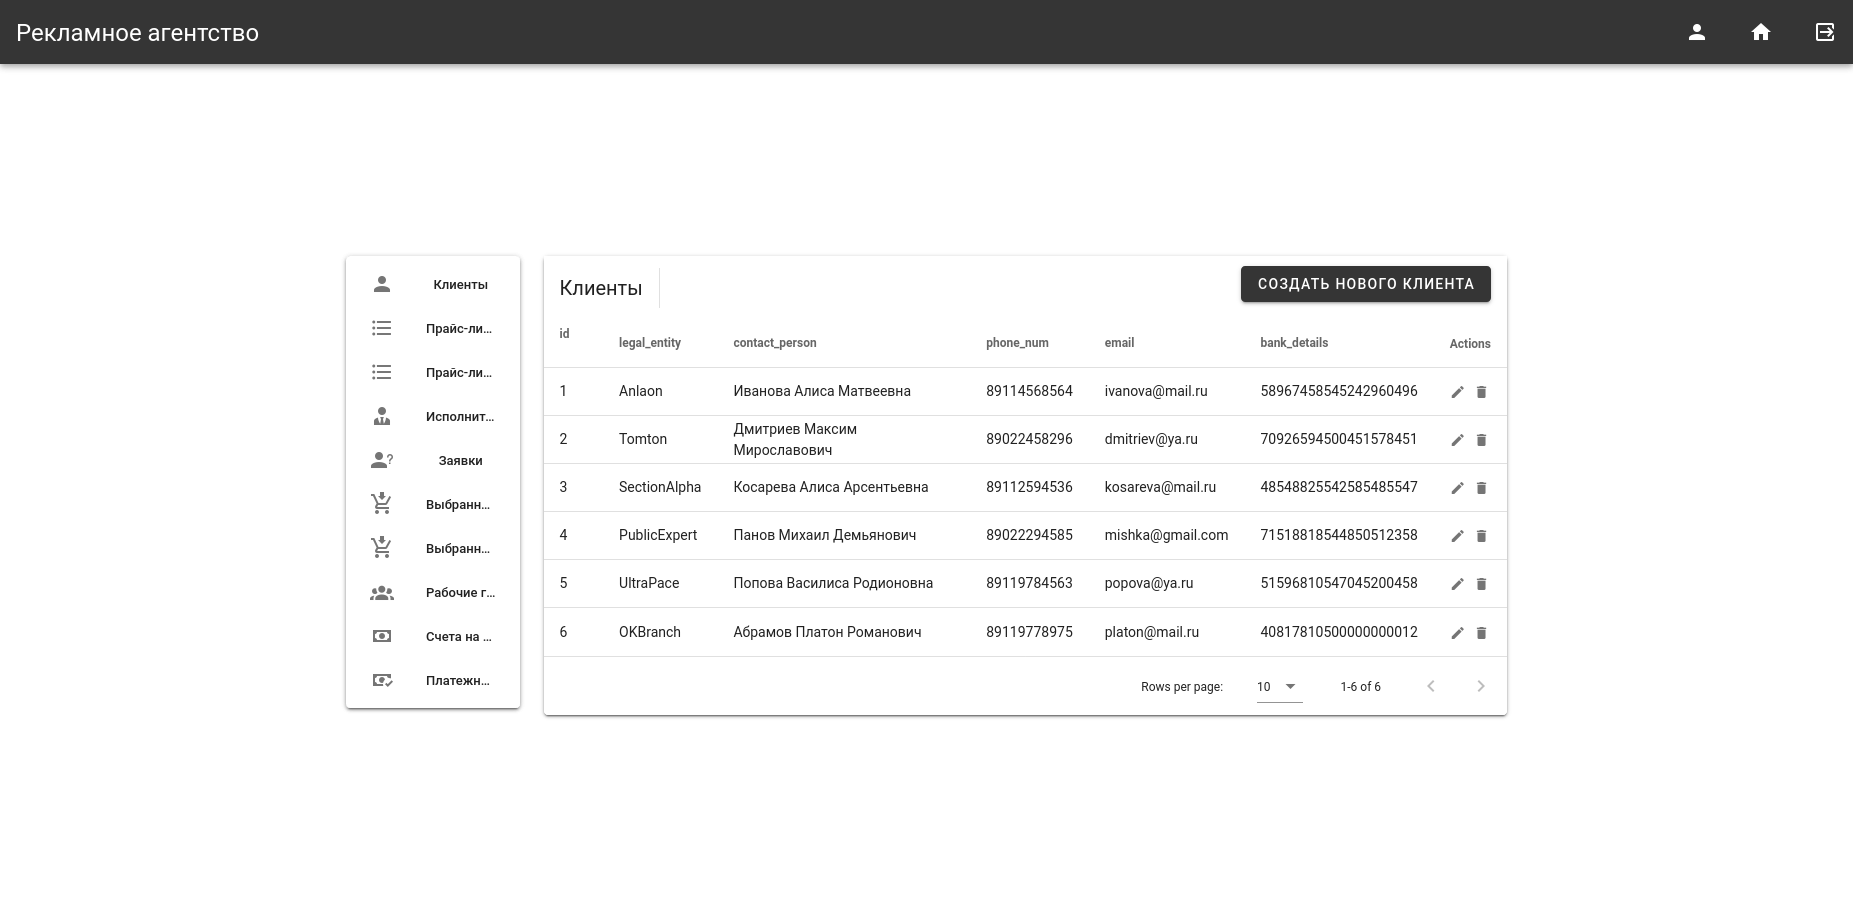 Рекламное агентство
Клиенты
Прайс-ли...
Прайс-ли...
Исполнит...
Заявки
Выбранн...
Выбранн...
Рабочие г...
Счета на ...
Платежн...
Клиенты
СОЗДАТЬ НОВОГО КЛИЕНТА
id legal_entity contact_person phone_num email bank_details Actions
1 Anlaon Иванова Алиса Матвеевна 89114568564 ivanova@mail.ru 58967458545242960496
2 Tomton Дмитриев Максим Мирославович 89022458296 dmitriev@ya.ru 70926594500451578451
3 SectionAlpha Косарева Алиса Арсентьевна 89112594536 kosareva@mail.ru 48548825542585485547
4 PublicExpert Панов Михаил Демьянович 89022294585 mishka@gmail.com 71518818544850512358
5 UltraPace Попова Василиса Родионовна 89119784563 popova@ya.ru 51596810547045200458
6 OKBranch Абрамов Платон Романович 89119778975 platon@mail.ru 40817810500000000012
Rows per page: 10 1-6 of 6